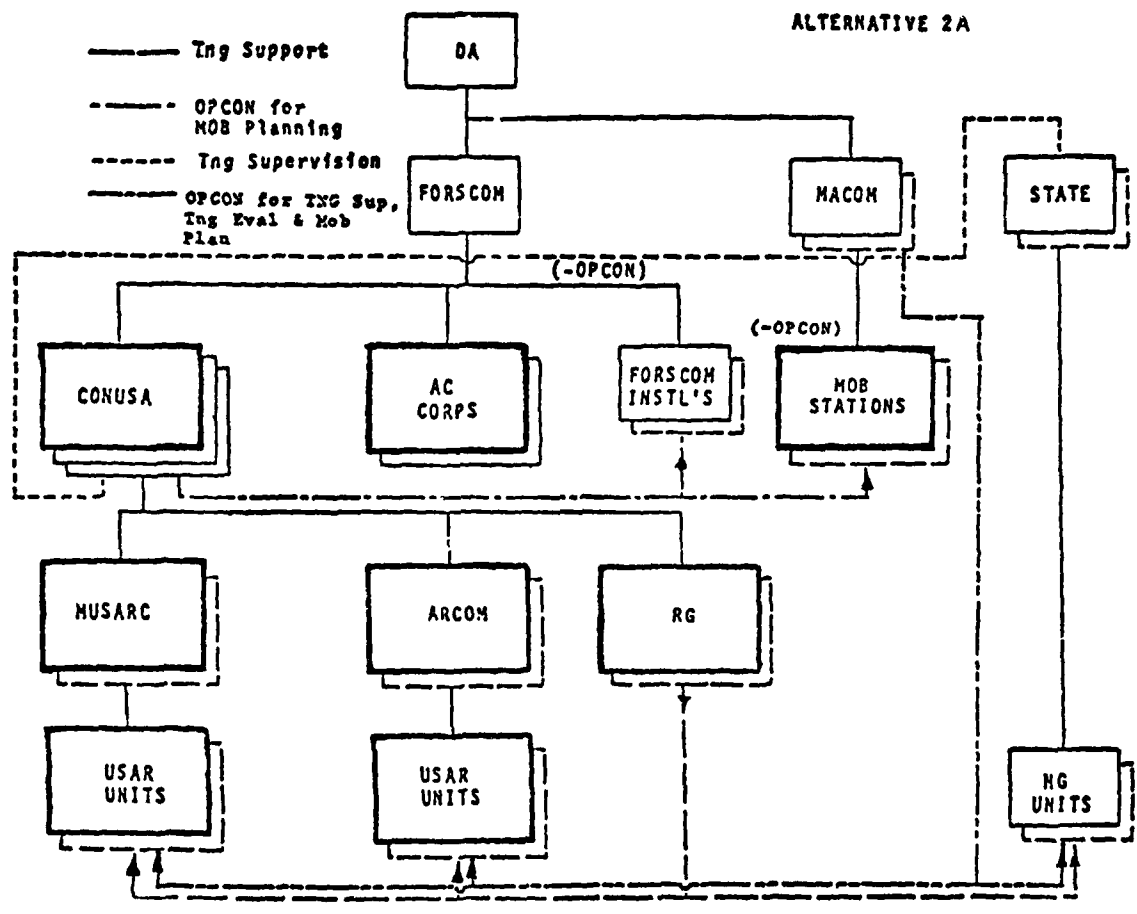 ALTERNATIVE 2A
Tng Support
OPCON for
MOB Planning
Tng Supervision
OPCON for TNG Sup,
Tng Eval & Mob
Plan
DA
FORSCOM
MACOM
STATE
(-OPCON)
(-OPCON)
CONUSA
AC
CORPS
FORSCOM
INSTL'S
MOB
STATIONS
MUSARC
ARCOM
RG
USAR
UNITS
USAR
UNITS
NG
UNITS